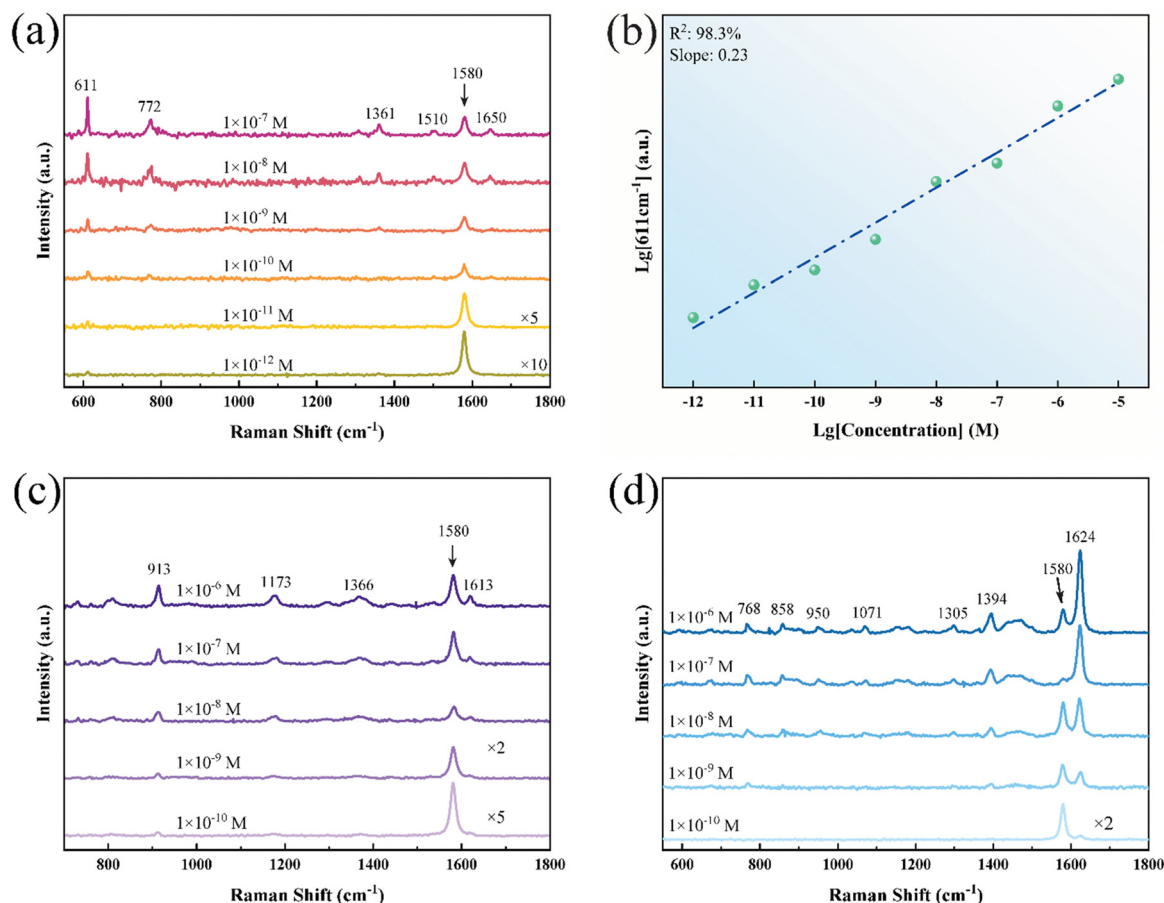 (a)
1580
611
772
1361
1510
1650
1×10⁻⁷ M
1×10⁻⁸ M
1×10⁻⁹ M
1×10⁻¹⁰ M
1×10⁻¹¹ M
×5
1×10⁻¹² M
×10
Intensity (a.u.)
600
800
1000
1200
1400
1600
1800
Raman Shift (cm⁻¹)
(b)
R²: 98.3%
Slope: 0.23
Lg[611cm⁻¹] (a.u.)
-12
-11
-10
-9
-8
-7
-6
-5
Lg[Concentration] (M)
(c)
1580
913
1173
1366
1613
1×10⁻⁶ M
1×10⁻⁷ M
1×10⁻⁸ M
1×10⁻⁹ M
×2
1×10⁻¹⁰ M
×5
Intensity (a.u.)
800
1000
1200
1400
1600
1800
Raman Shift (cm⁻¹)
(d)
1624
1580
1×10⁻⁶ M
768
858
950
1071
1305
1394
1×10⁻⁷ M
1×10⁻⁸ M
1×10⁻⁹ M
1×10⁻¹⁰ M
×2
Intensity (a.u.)
600
800
1000
1200
1400
1600
1800
Raman Shift (cm⁻¹)